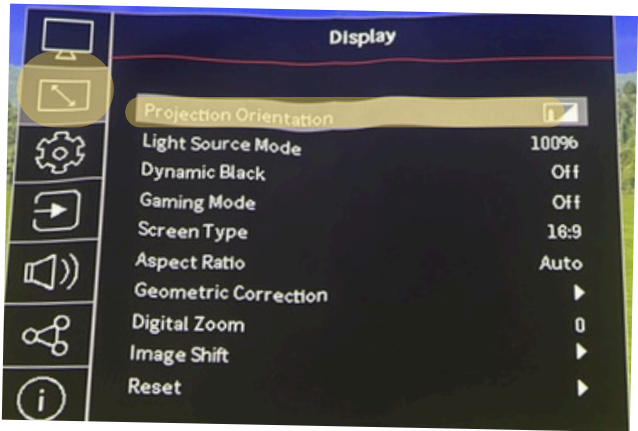 Display
Projection Orientation
Light Source Mode 100%
Dynamic Black Off
Gaming Mode Off
Screen Type 16:9
Aspect Ratio Auto
Geometric Correction
Digital Zoom 0
Image Shift
Reset